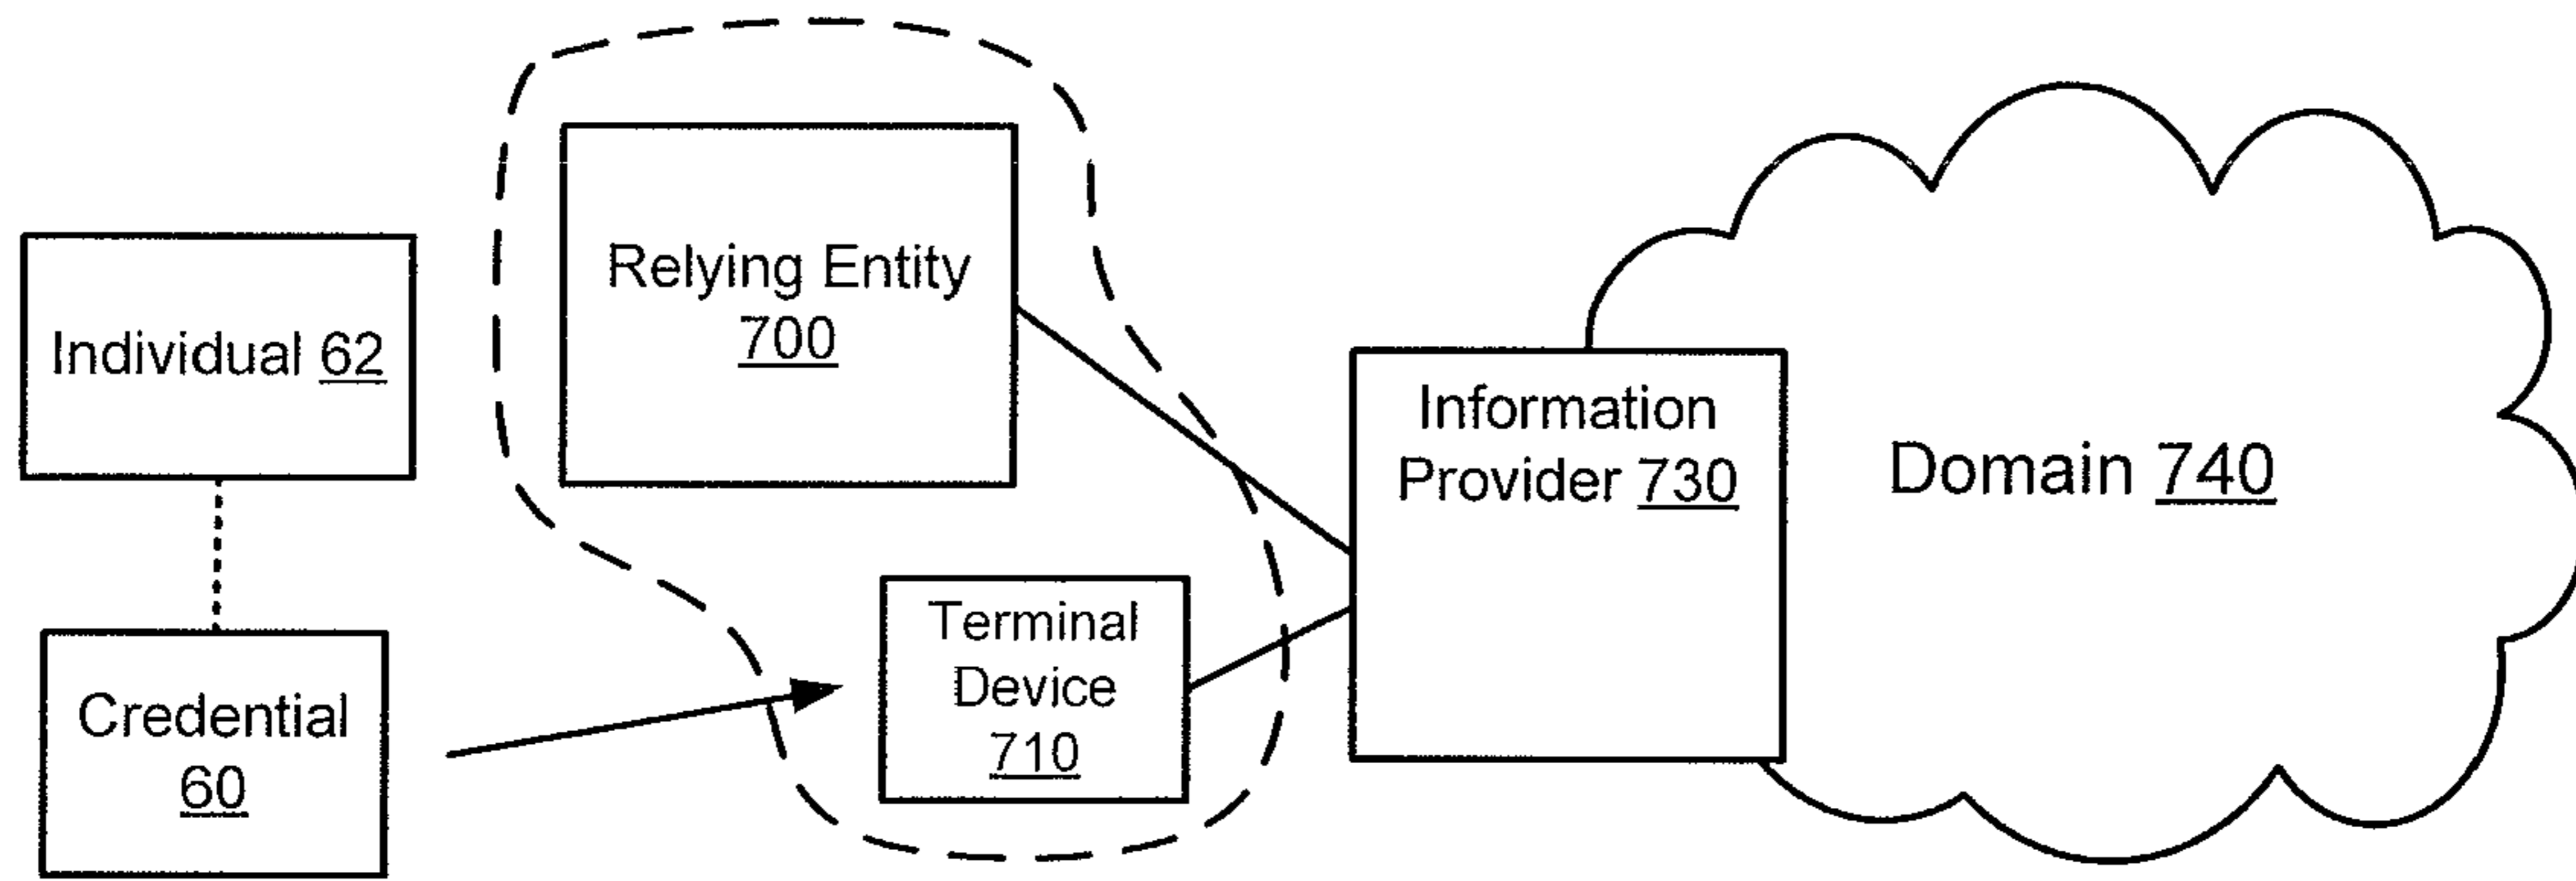 Individual 62
Credential
60
Relying Entity
700
Terminal
Device
710
Information
Provider 730
Domain 740